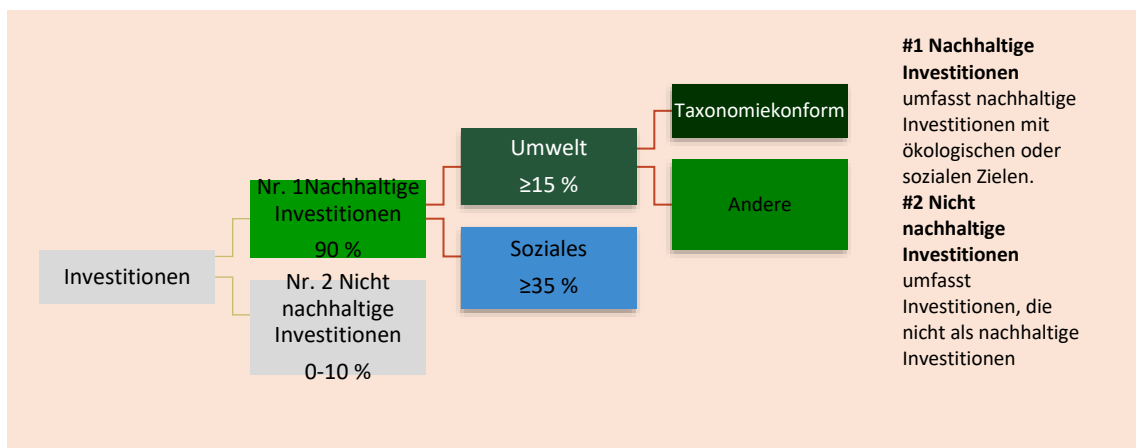 Investitionen
Nr. 1Nachhaltige
Investitionen
90 %
Nr. 2 Nicht
nachhaltige
Investitionen
0-10 %
Umwelt
≥15 %
Soziales
≥35 %
Taxonomiekonform
Andere
#1 Nachhaltige
Investitionen
umfasst nachhaltige
Investitionen mit
ökologischen oder
sozialen Zielen.
#2 Nicht
nachhaltige
Investitionen
umfasst
Investitionen, die
nicht als nachhaltige
Investitionen